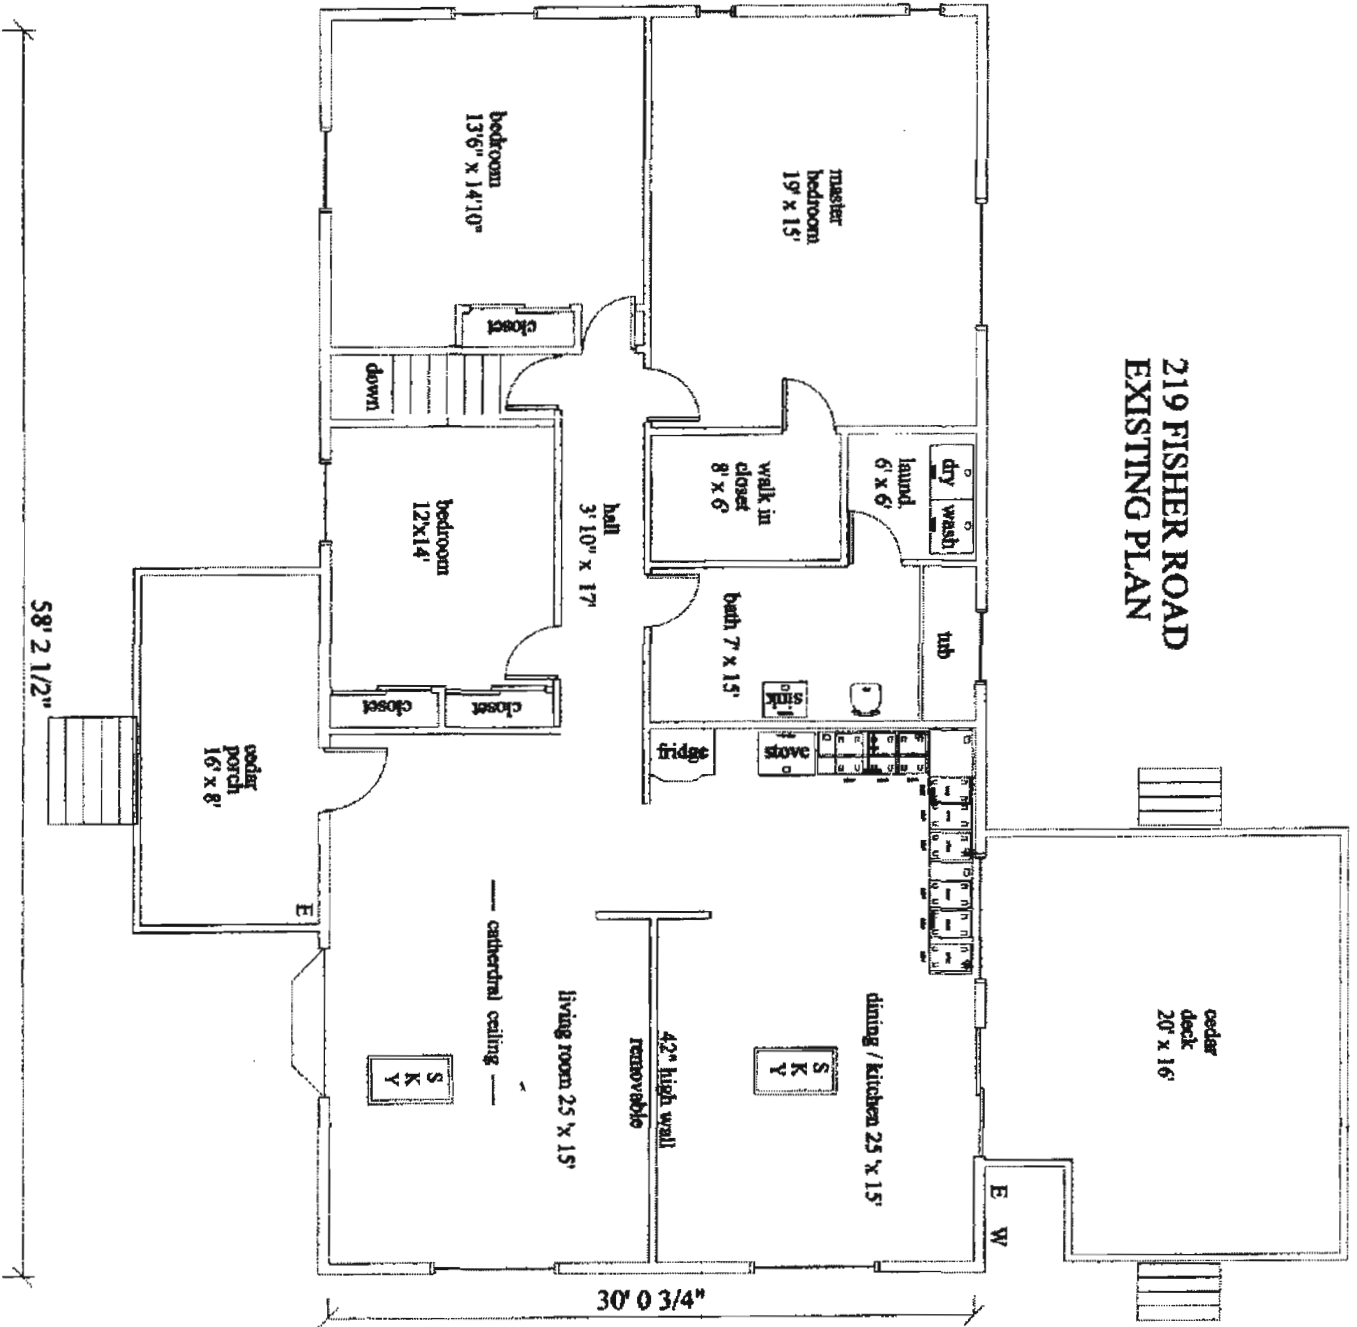 219 FISHER ROAD
EXISTING PLAN
master
bedroom
19' x 15'
bedroom
13'6" x 14'10"
closet
down
walk in
closet
8' x 6'
laund.
6' x 6'
dry
wash
hall
3' 10" x 17'
bedroom
12'x14'
closet
closet
bath 7' x 15'
tub
sink
fridge
stove
cedar
porch
16' x 8'
E
cedar
deck
20' x 16'
dining / kitchen 25 'x 15'
living room 25 'x 15'
catherdral ceiling
42" high wall
removable
S
K
Y
S
K
Y
E W
58' 2 1/2"
30' 0 3/4"